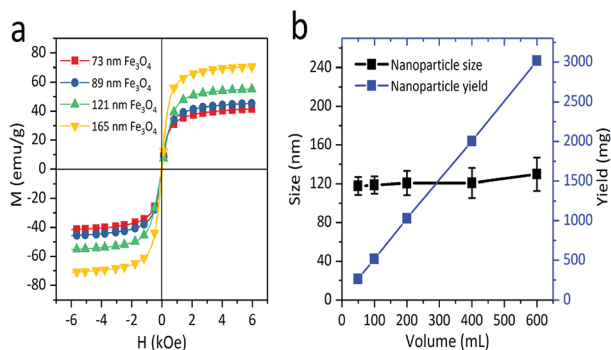 a
M (emu/g)
80
60
40
20
0
-20
-40
-60
-80
73 nm Fe₃O₄
89 nm Fe₃O₄
121 nm Fe₃O₄
165 nm Fe₃O₄
-6 -4 -2 0 2 4 6
H (kOe)
b
Size (nm)
240
200
160
120
80
40
0
Nanoparticle size
Nanoparticle yield
3000
2500
2000
1500
1000
500
0
Yield (mg)
0 100 200 300 400 500 600
Volume (mL)